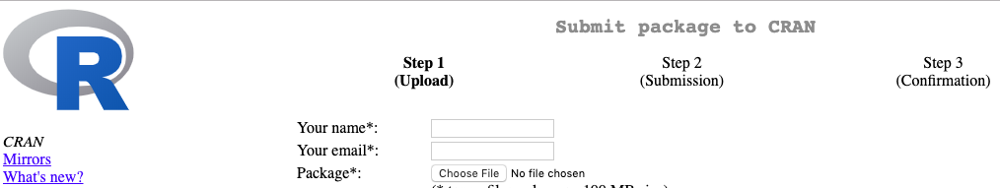 R
Submit package to CRAN
Step 1
(Upload)
Step 2
(Submission)
Step 3
(Confirmation)
CRAN
Mirrors
What's new?
Your name*:
Your email*:
Package*:
Choose File No file chosen